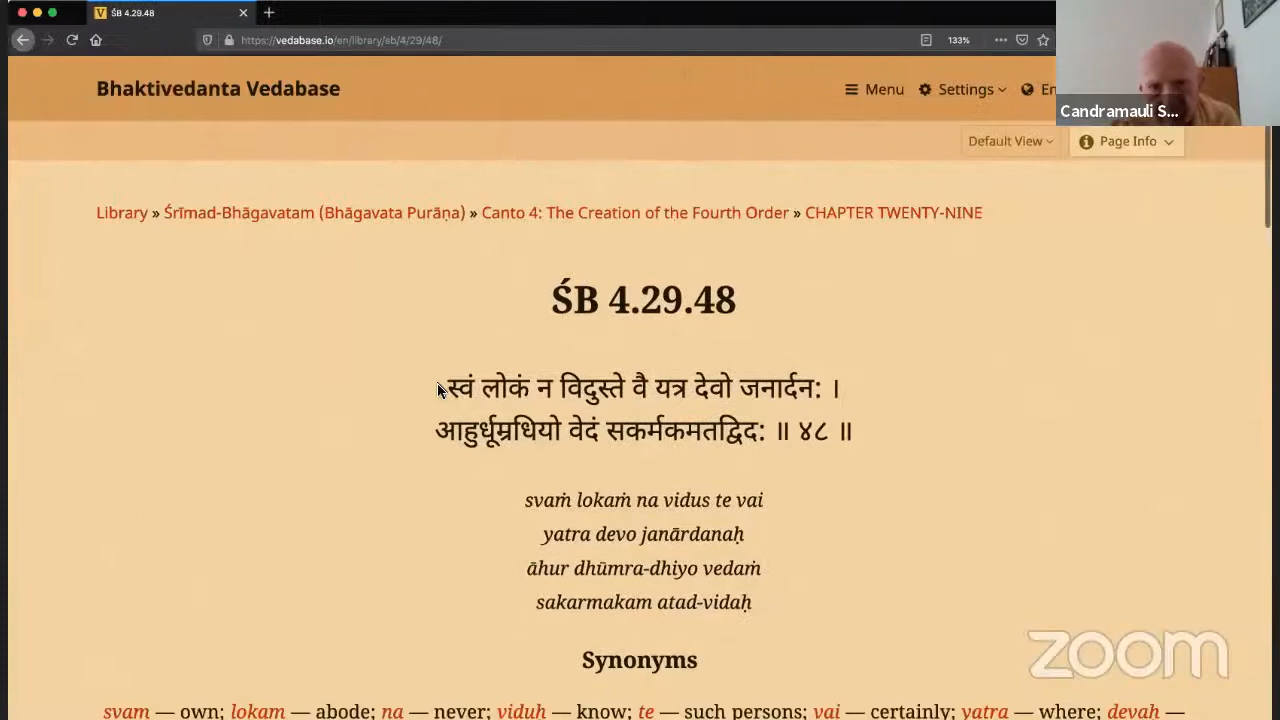 ŚB 4.29.48
https://vedabase.io/en/library/sb/4/29/48/
133%
Bhaktivedanta Vedabase
Menu Settings En
Candramauli S...
Default View Page Info
Library » Śrīmad-Bhāgavatam (Bhāgavata Purāṇa) » Canto 4: The Creation of the Fourth Order » CHAPTER TWENTY-NINE
ŚB 4.29.48
स्वं लोकं न विदुस्ते वै यत्र देवो जनार्दन: ।
आहुर्धूम्रधियो वेदं सकर्मकमतद्विद: ॥ ४८ ॥
svaṁ lokaṁ na vidus te vai
yatra devo janārdanaḥ
āhur dhūmra-dhiyo vedaṁ
sakarmakam atad-vidaḥ
zoom
Synonyms
svam — own; lokam — abode; na — never; viduḥ — know; te — such persons; vai — certainly; yatra — where; devaḥ —